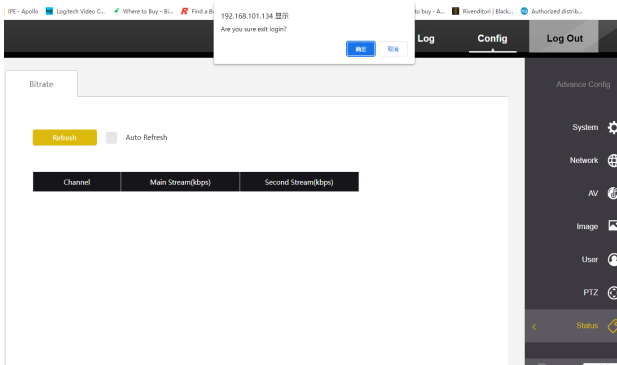 IPE - Apollo Logitech Video C... Where to Buy – Bi... Find a B to buy - A... Rivenditori | Black... Authorized distrib...
192.168.101.134 显示
Are you sure exit login?
确定 取消
Log Config Log Out
Bitrate
Advance Config
Refresh Auto Refresh
System
Network
Channel Main Stream(kbps) Second Stream(kbps)
AV
Image
User
PTZ
< Status